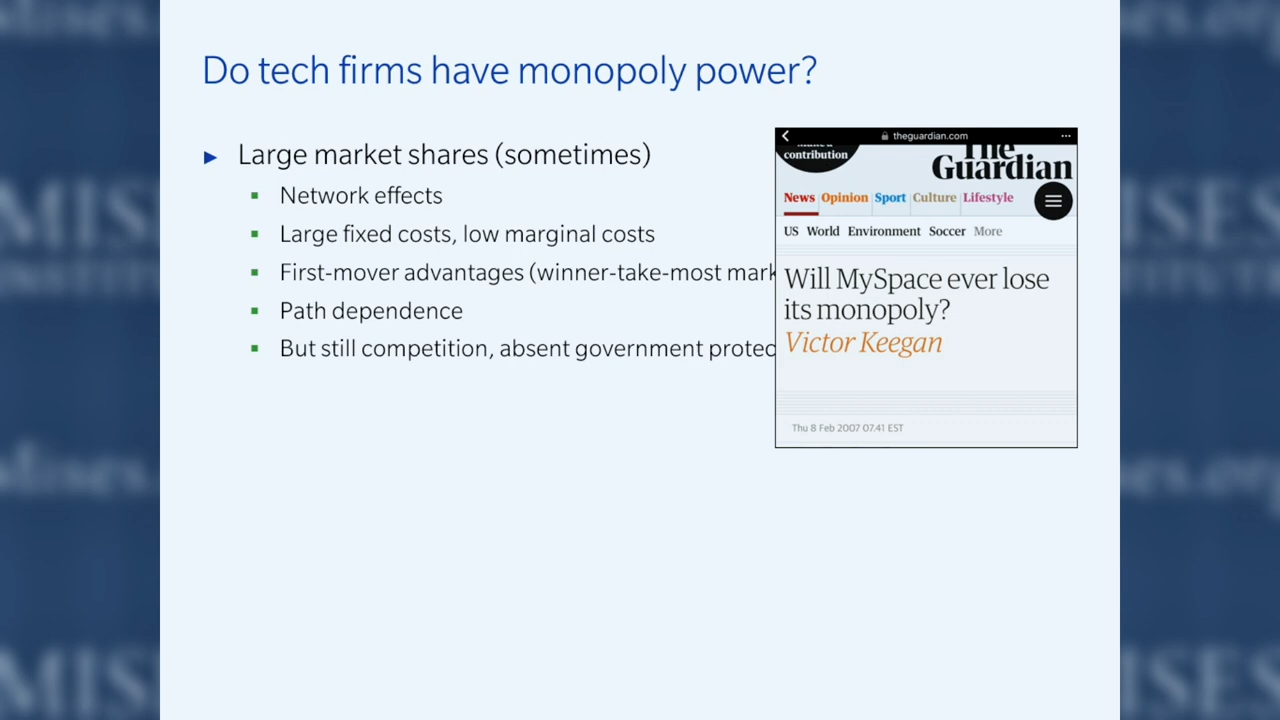 Do tech firms have monopoly power?
► Large market shares (sometimes)
▪ Network effects
▪ Large fixed costs, low marginal costs
▪ First-mover advantages (winner-take-most mark
▪ Path dependence
▪ But still competition, absent government protec
theguardian.com
contribution
The
Guardian
News Opinion Sport Culture Lifestyle
US World Environment Soccer More
Will MySpace ever lose
its monopoly?
Victor Keegan
Thu 8 Feb 2007 07.41 EST